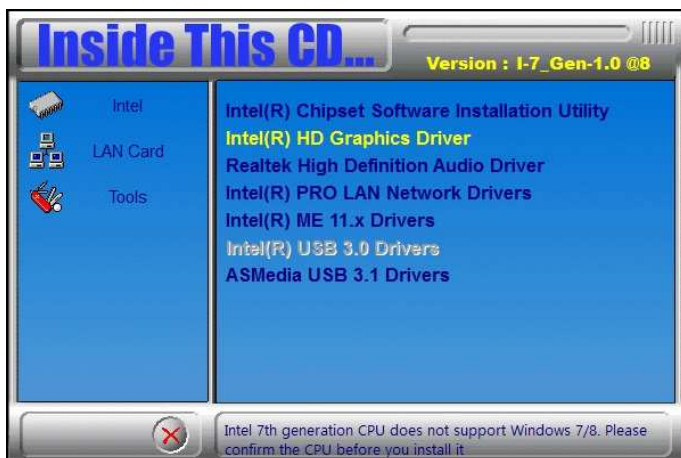 Inside This CD...
Version : I-7_Gen-1.0 @8
Intel
LAN Card
Tools
Intel(R) Chipset Software Installation Utility
Intel(R) HD Graphics Driver
Realtek High Definition Audio Driver
Intel(R) PRO LAN Network Drivers
Intel(R) ME 11.x Drivers
Intel(R) USB 3.0 Drivers
ASMedia USB 3.1 Drivers
Intel 7th generation CPU does not support Windows 7/8. Please
confirm the CPU before you install it